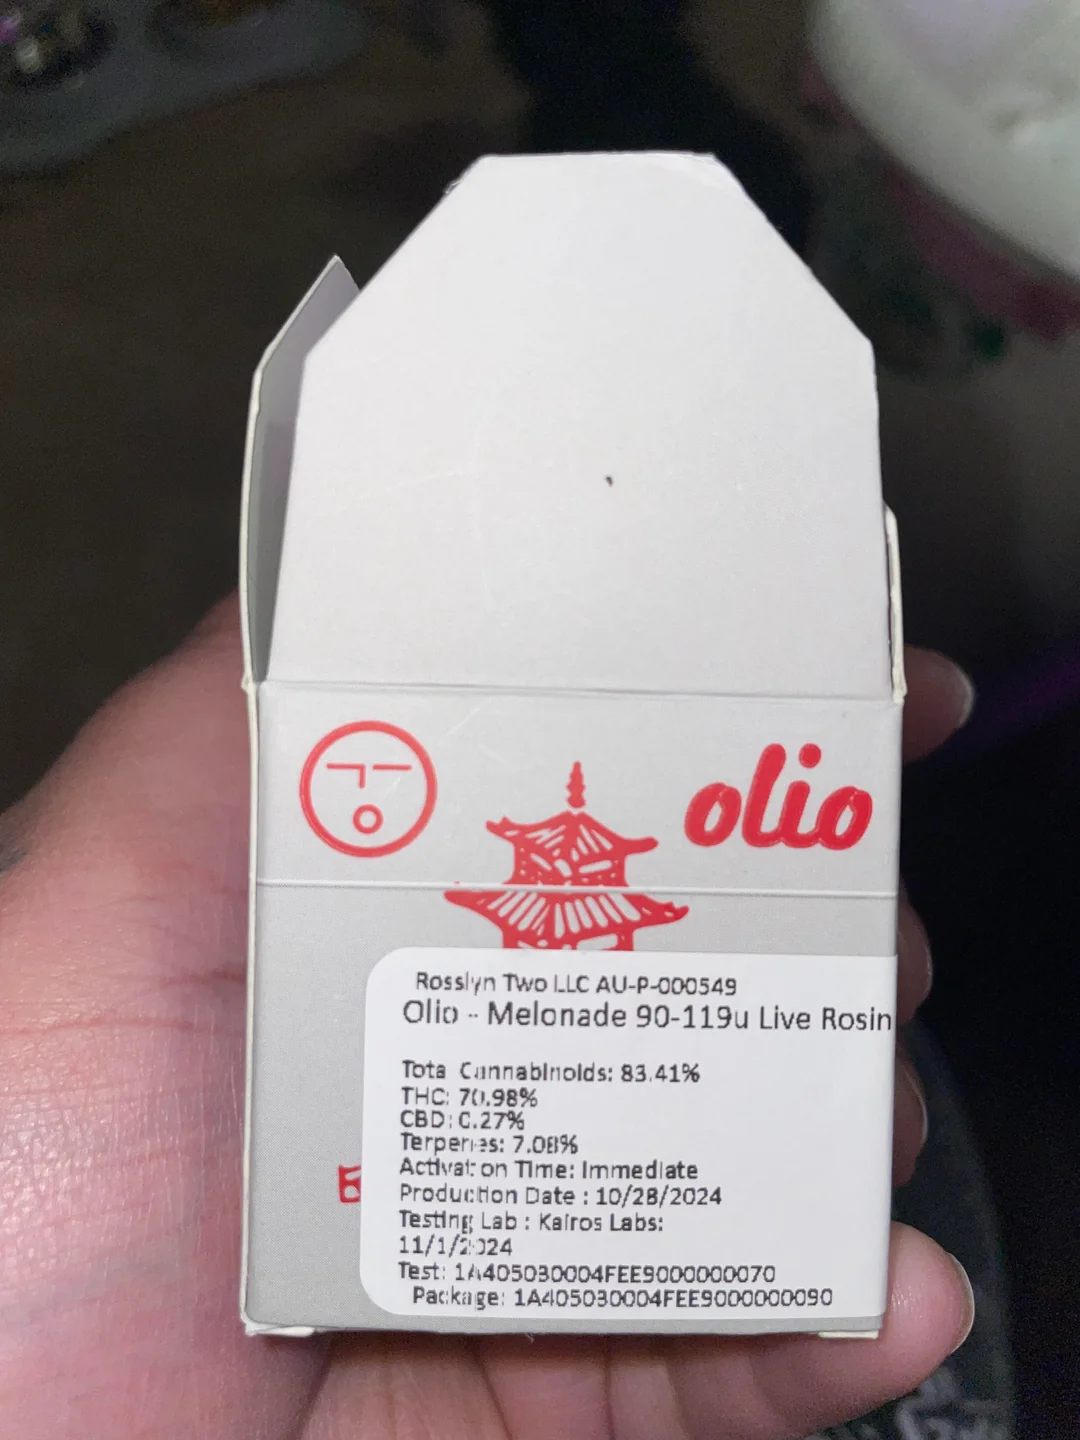 olio
Rosslyn Two LLC AU-P-000549
Olio - Melonade 90-119u Live Rosin
Total Cannabinoids: 83.41%
THC: 70.98%
CBD: 0.27%
Terpenes: 7.08%
Activation Time: Immediate
Production Date : 10/28/2024
Testing Lab : Kairos Labs:
11/1/2024
Test: 1A405030004FEE9000000070
Package: 1A405030004FEE9000000090